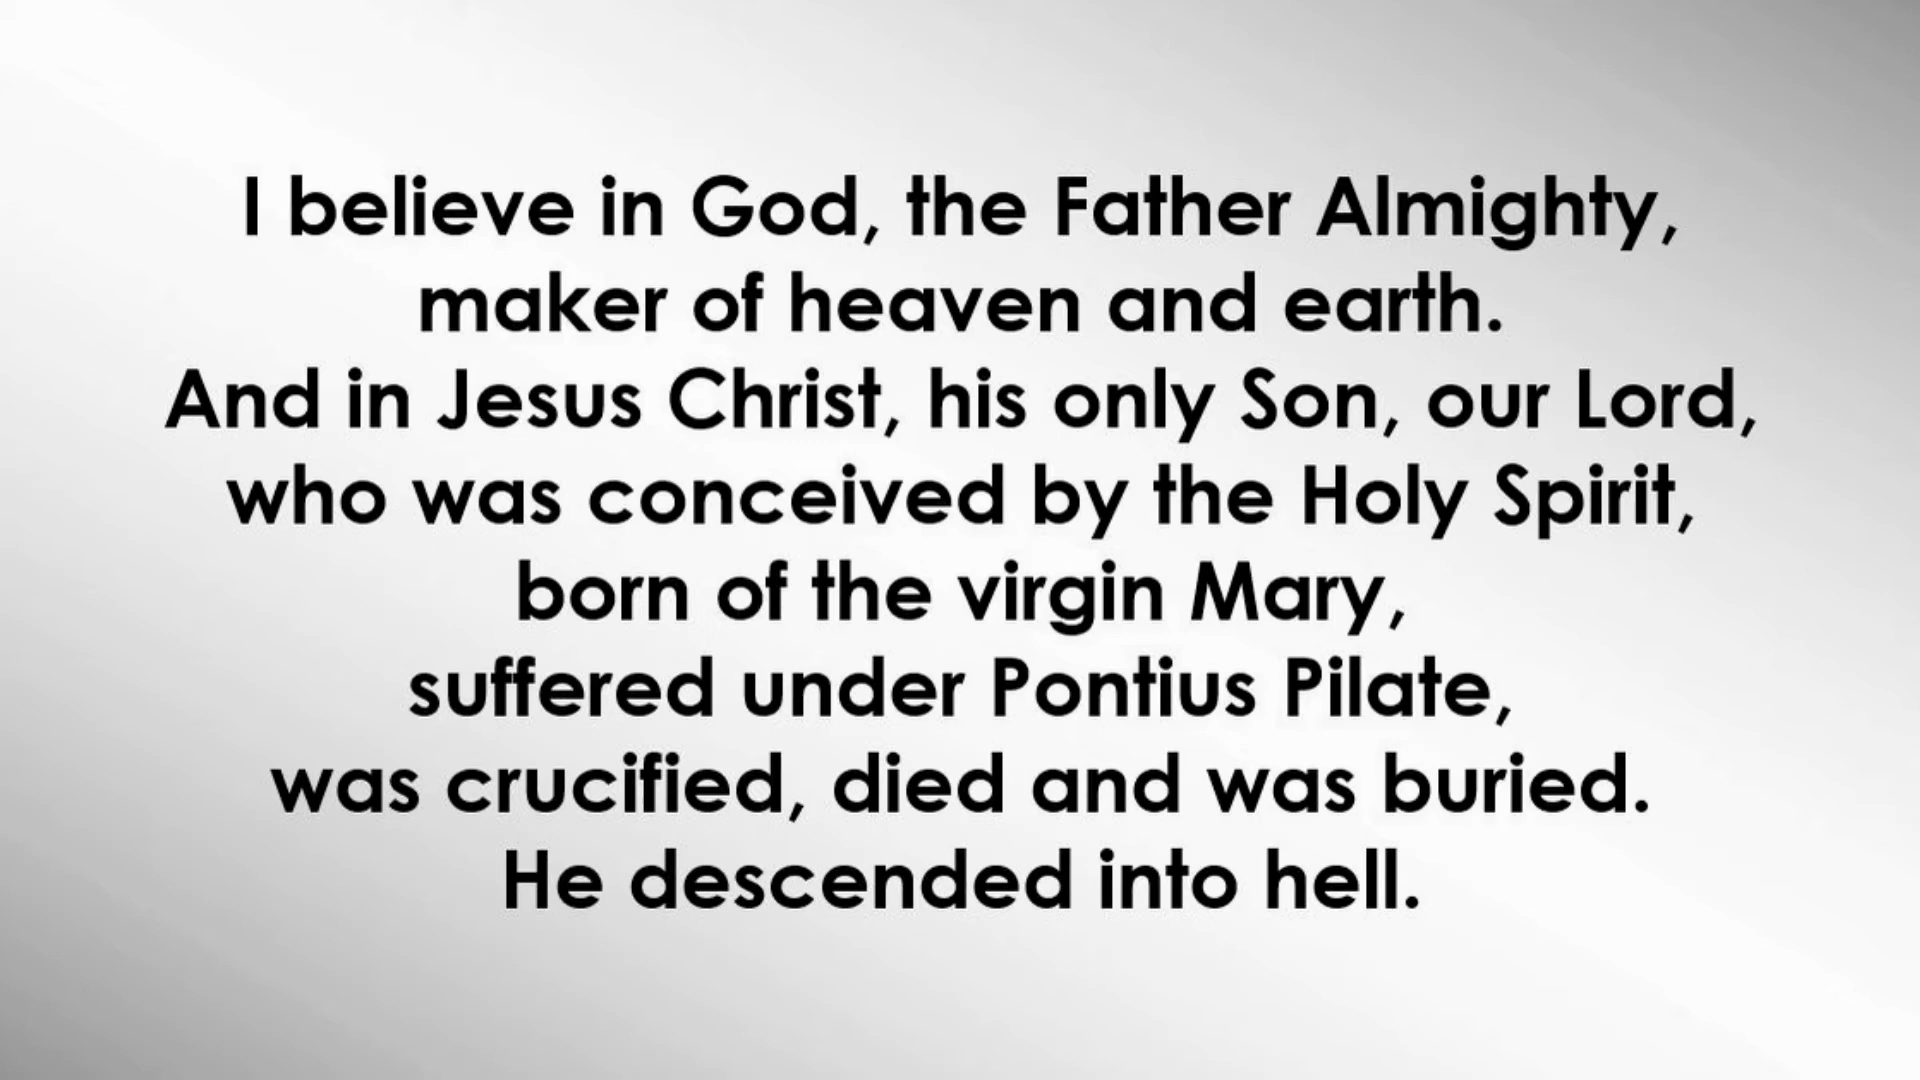 I believe in God, the Father Almighty,
maker of heaven and earth.
And in Jesus Christ, his only Son, our Lord,
who was conceived by the Holy Spirit,
born of the virgin Mary,
suffered under Pontius Pilate,
was crucified, died and was buried.
He descended into hell.